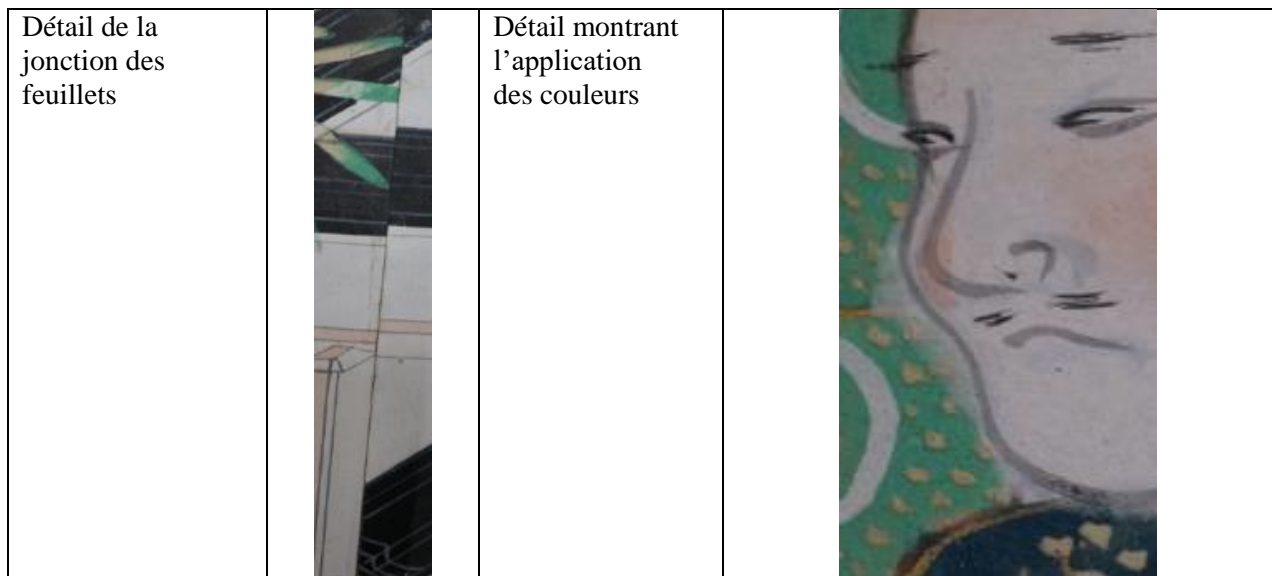 Détail de la
jonction des
feuillets
Détail montrant
l’application
des couleurs